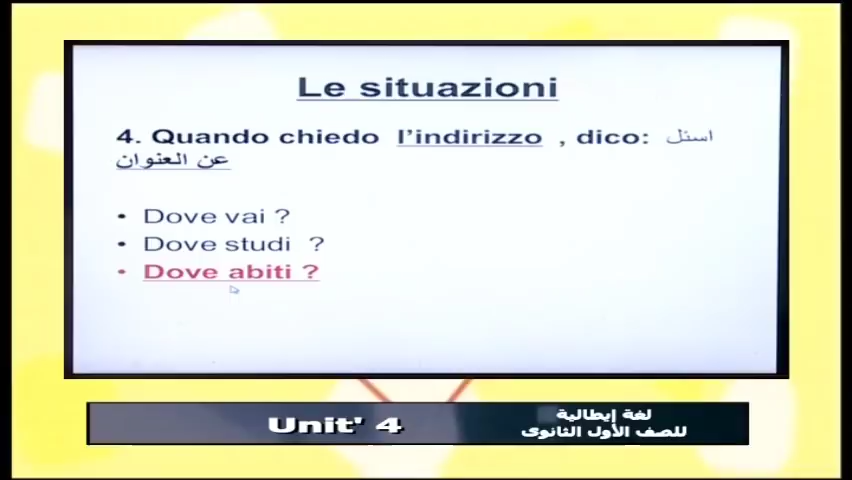 Le situazioni
4. Quando chiedo l'indirizzo , dico: اسئل
عن العنوان
• Dove vai ?
• Dove studi ?
• Dove abiti ?
Unit' 4
لغة إيطالية
للصف الأول الثانوى